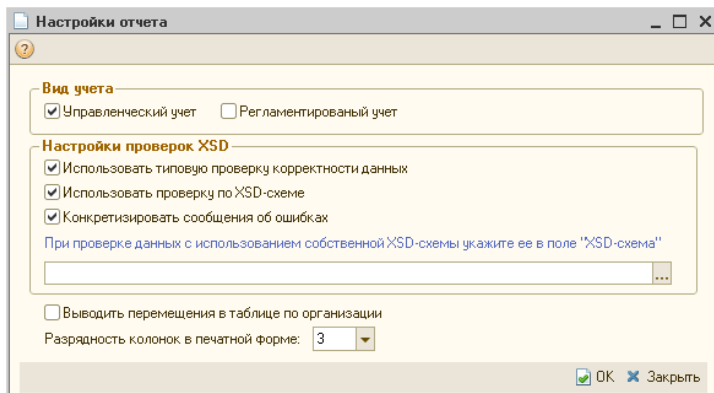 Настройки отчета
Вид учета
Управленческий учет Регламентированый учет
Настройки проверок XSD
Использовать типовую проверку корректности данных
Использовать проверку по XSD-схеме
Конкретизировать сообщения об ошибках
При проверке данных с использованием собственной XSD-схемы укажите ее в поле "XSD-схема"
...
Выводить перемещения в таблице по организации
Разрядность колонок в печатной форме: 3
OK Закрыть